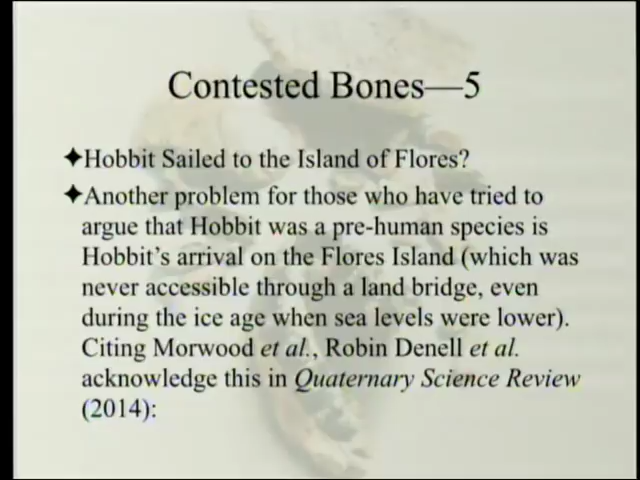 Contested Bones—5
✦Hobbit Sailed to the Island of Flores?
✦Another problem for those who have tried to
argue that Hobbit was a pre-human species is
Hobbit's arrival on the Flores Island (which was
never accessible through a land bridge, even
during the ice age when sea levels were lower).
Citing Morwood et al., Robin Denell et al.
acknowledge this in Quaternary Science Review
(2014):